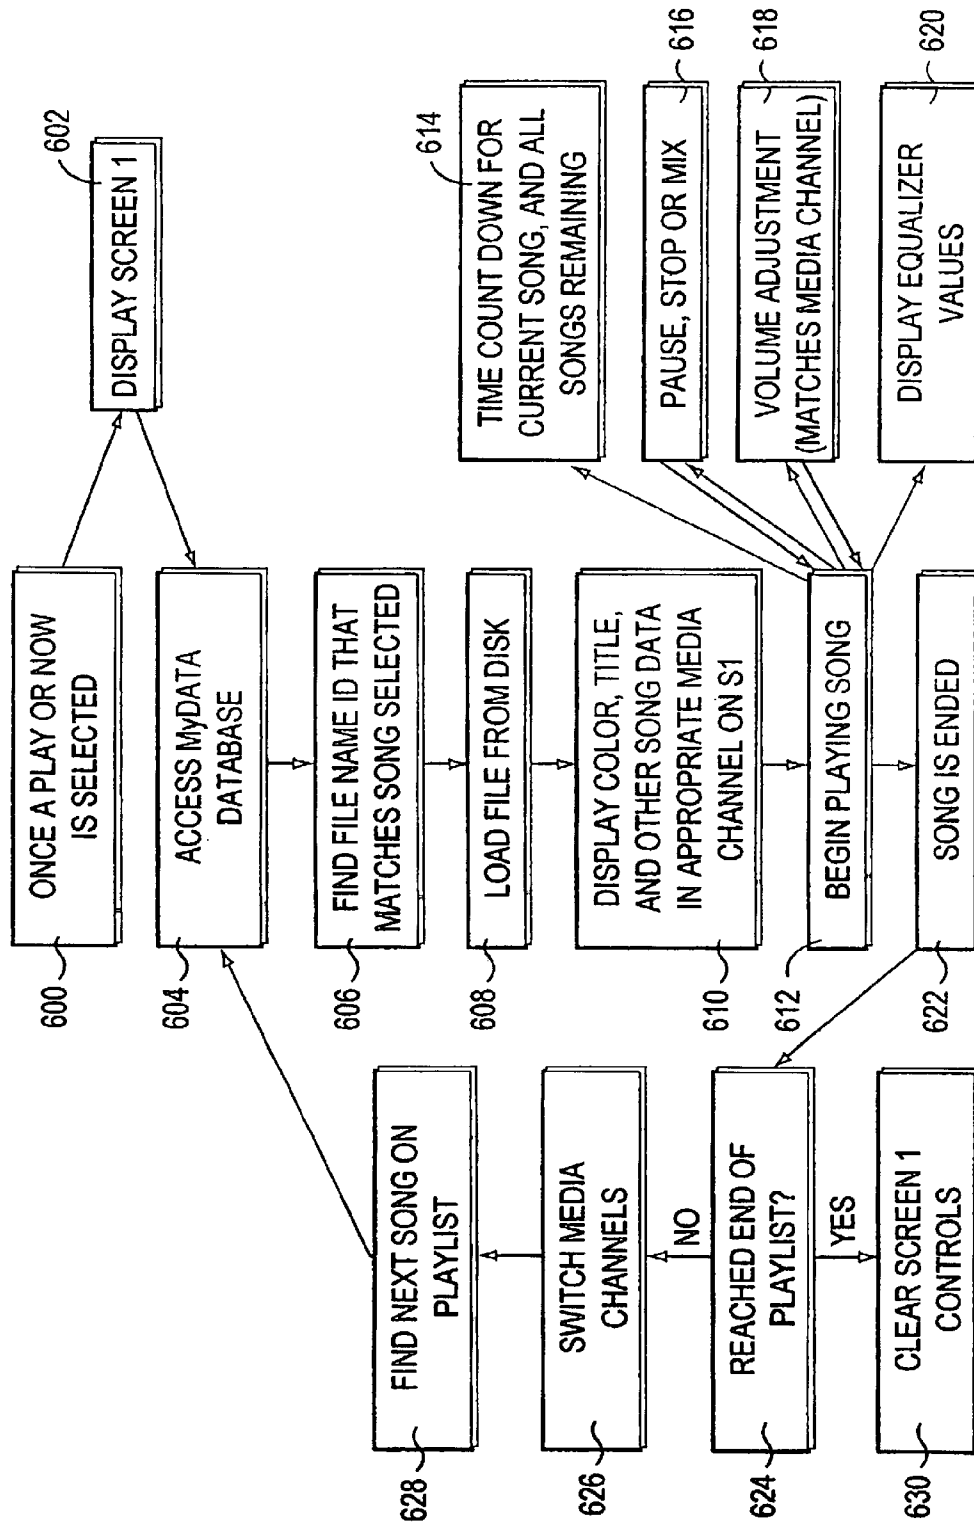 600
ONCE A PLAY OR NOW
IS SELECTED
602
DISPLAY SCREEN 1
604
ACCESS MyDATA
DATABASE
606
FIND FILE NAME ID THAT
MATCHES SONG SELECTED
608
LOAD FILE FROM DISK
610
DISPLAY COLOR, TITLE,
AND OTHER SONG DATA
IN APPROPRIATE MEDIA
CHANNEL ON S1
612
BEGIN PLAYING SONG
614
TIME COUNT DOWN FOR
CURRENT SONG, AND ALL
SONGS REMAINING
616
PAUSE, STOP OR MIX
618
VOLUME ADJUSTMENT
(MATCHES MEDIA CHANNEL)
620
DISPLAY EQUALIZER
VALUES
622
SONG IS ENDED
624
REACHED END OF
PLAYLIST?
NO
YES
626
SWITCH MEDIA
CHANNELS
628
FIND NEXT SONG ON
PLAYLIST
630
CLEAR SCREEN 1
CONTROLS